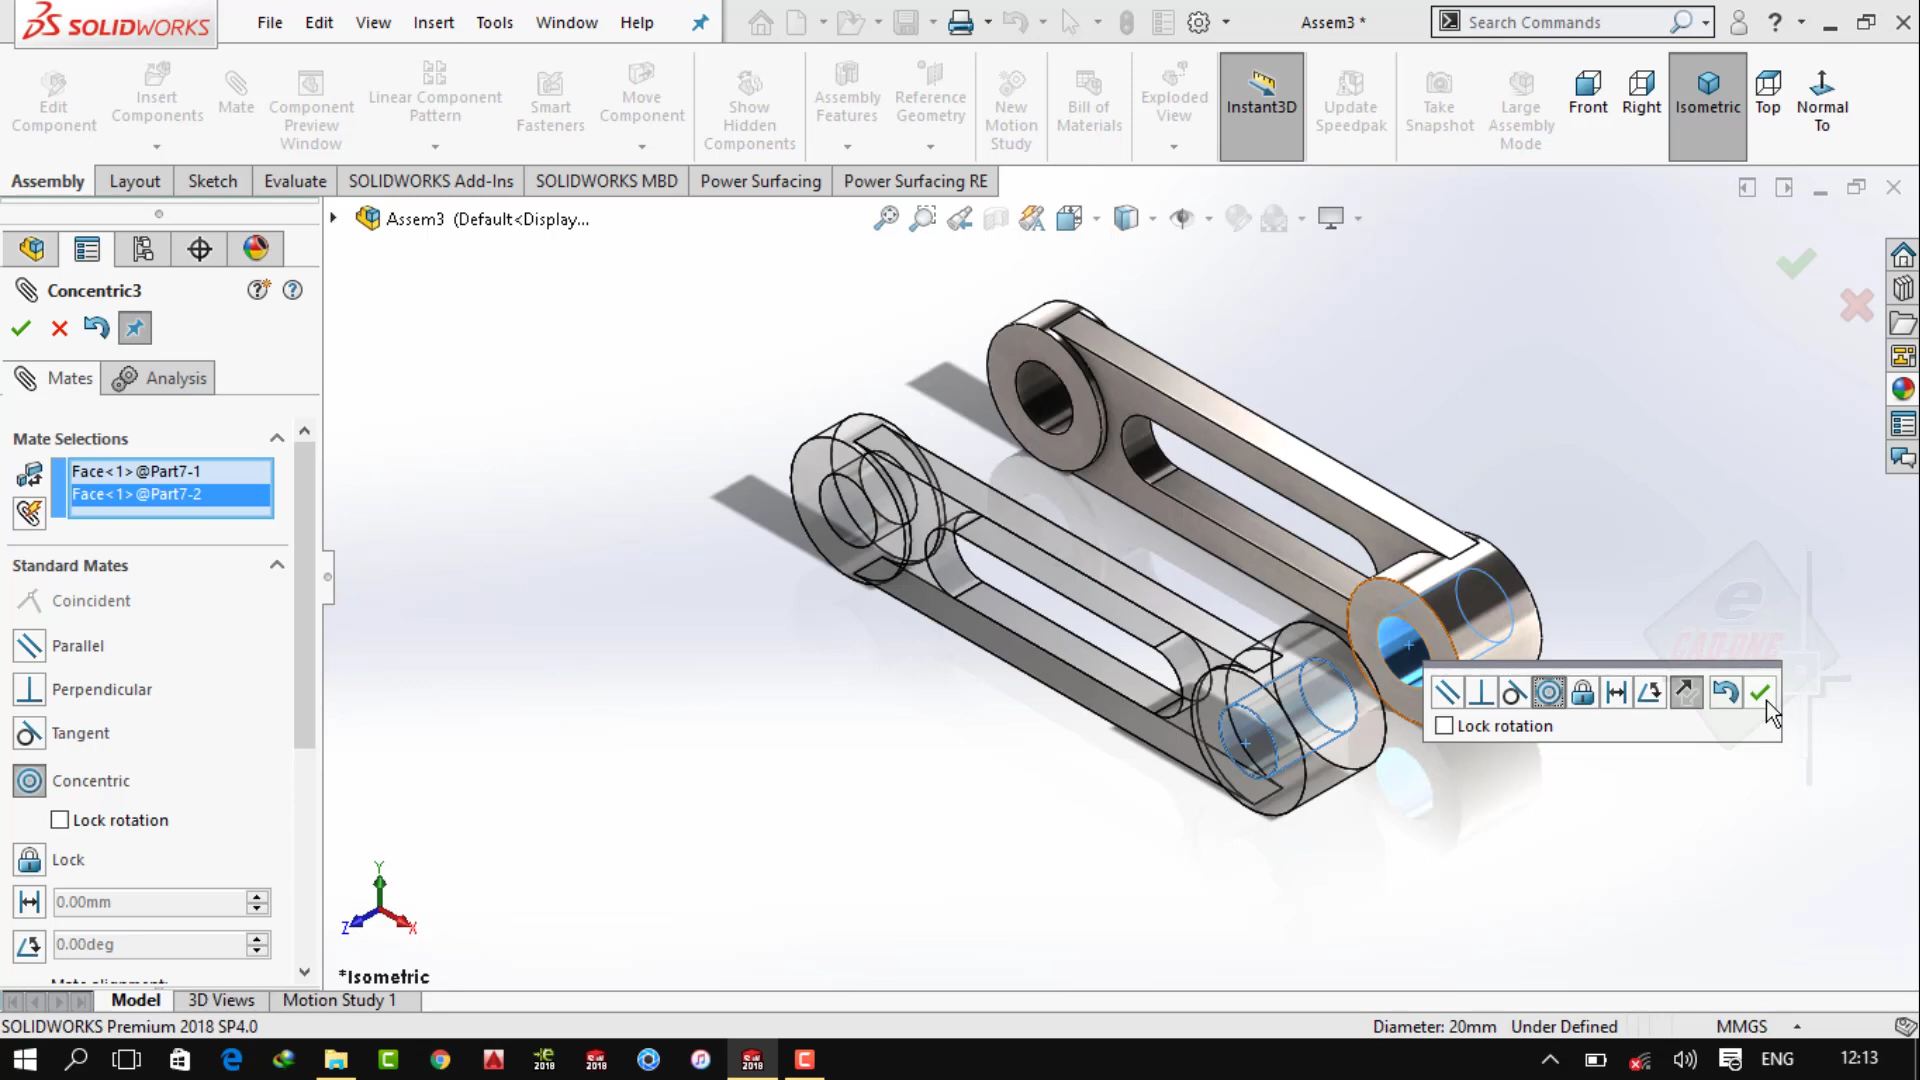 SOLIDWORKS
File Edit View Insert Tools Window Help
Assem3 *
Search Commands
Edit Component
Insert Components
Mate
Component Preview Window
Linear Component Pattern
Smart Fasteners
Move Component
Show Hidden Components
Assembly Features
Reference Geometry
New Motion Study
Bill of Materials
Exploded View
Instant3D
Update Speedpak
Take Snapshot
Large Assembly Mode
Front
Right
Isometric
Top
Normal To
Assembly Layout Sketch Evaluate SOLIDWORKS Add-Ins SOLIDWORKS MBD Power Surfacing Power Surfacing RE
Assem3 (Default<Display...
Concentric3
Mates Analysis
Mate Selections
Face<1>@Part7-1
Face<1>@Part7-2
Standard Mates
Coincident
Parallel
Perpendicular
Tangent
Concentric
Lock rotation
Lock
0.00mm
0.00deg
Lock rotation
e
CAD-ONE
Y
Z
X
*Isometric
Model 3D Views Motion Study 1
SOLIDWORKS Premium 2018 SP4.0
Diameter: 20mm Under Defined MMGS
ENG 12:13